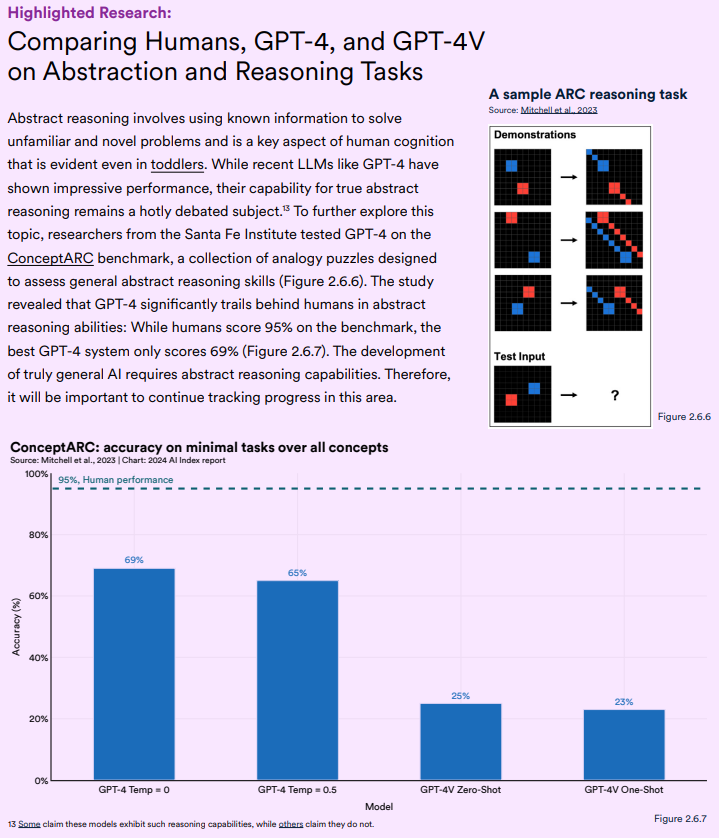 Highlighted Research:
Comparing Humans, GPT-4, and GPT-4V
on Abstraction and Reasoning Tasks
Abstract reasoning involves using known information to solve
unfamiliar and novel problems and is a key aspect of human cognition
that is evident even in toddlers. While recent LLMs like GPT-4 have
shown impressive performance, their capability for true abstract
reasoning remains a hotly debated subject.¹³ To further explore this
topic, researchers from the Santa Fe Institute tested GPT-4 on the
ConceptARC benchmark, a collection of analogy puzzles designed
to assess general abstract reasoning skills (Figure 2.6.6). The study
revealed that GPT-4 significantly trails behind humans in abstract
reasoning abilities: While humans score 95% on the benchmark, the
best GPT-4 system only scores 69% (Figure 2.6.7). The development
of truly general AI requires abstract reasoning capabilities. Therefore,
it will be important to continue tracking progress in this area.
A sample ARC reasoning task
Source: Mitchell et al., 2023
Demonstrations
Test Input
?
Figure 2.6.6
ConceptARC: accuracy on minimal tasks over all concepts
Source: Mitchell et al., 2023 | Chart: 2024 AI Index report
100%
95%, Human performance
80%
69%
65%
60%
40%
25%
23%
20%
0%
Accuracy (%)
GPT-4 Temp = 0
GPT-4 Temp = 0.5
GPT-4V Zero-Shot
GPT-4V One-Shot
Model
Figure 2.6.7
13 Some claim these models exhibit such reasoning capabilities, while others claim they do not.